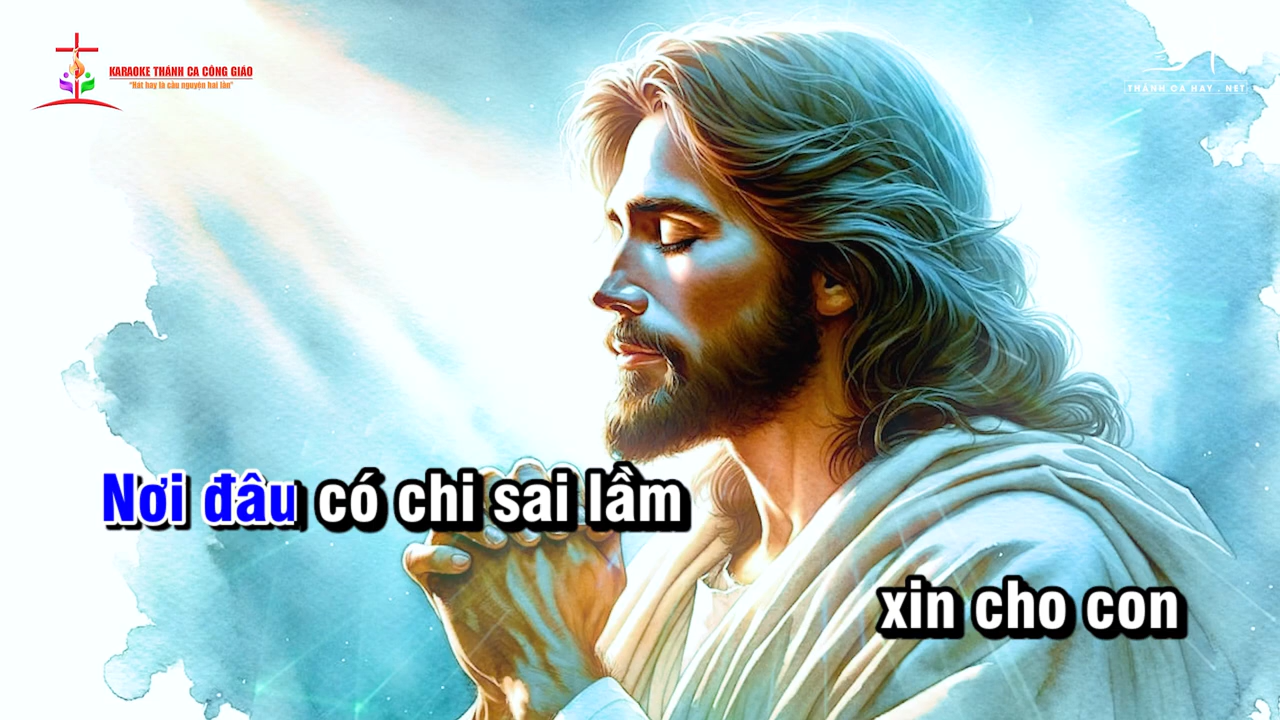 KARAOKE THÁNH CA CÔNG GIÁO
"Hát hay là cầu nguyện hai lần"
THÁNH CA HAY . NET
Nơi đâu có chi sai lầm
xin cho con